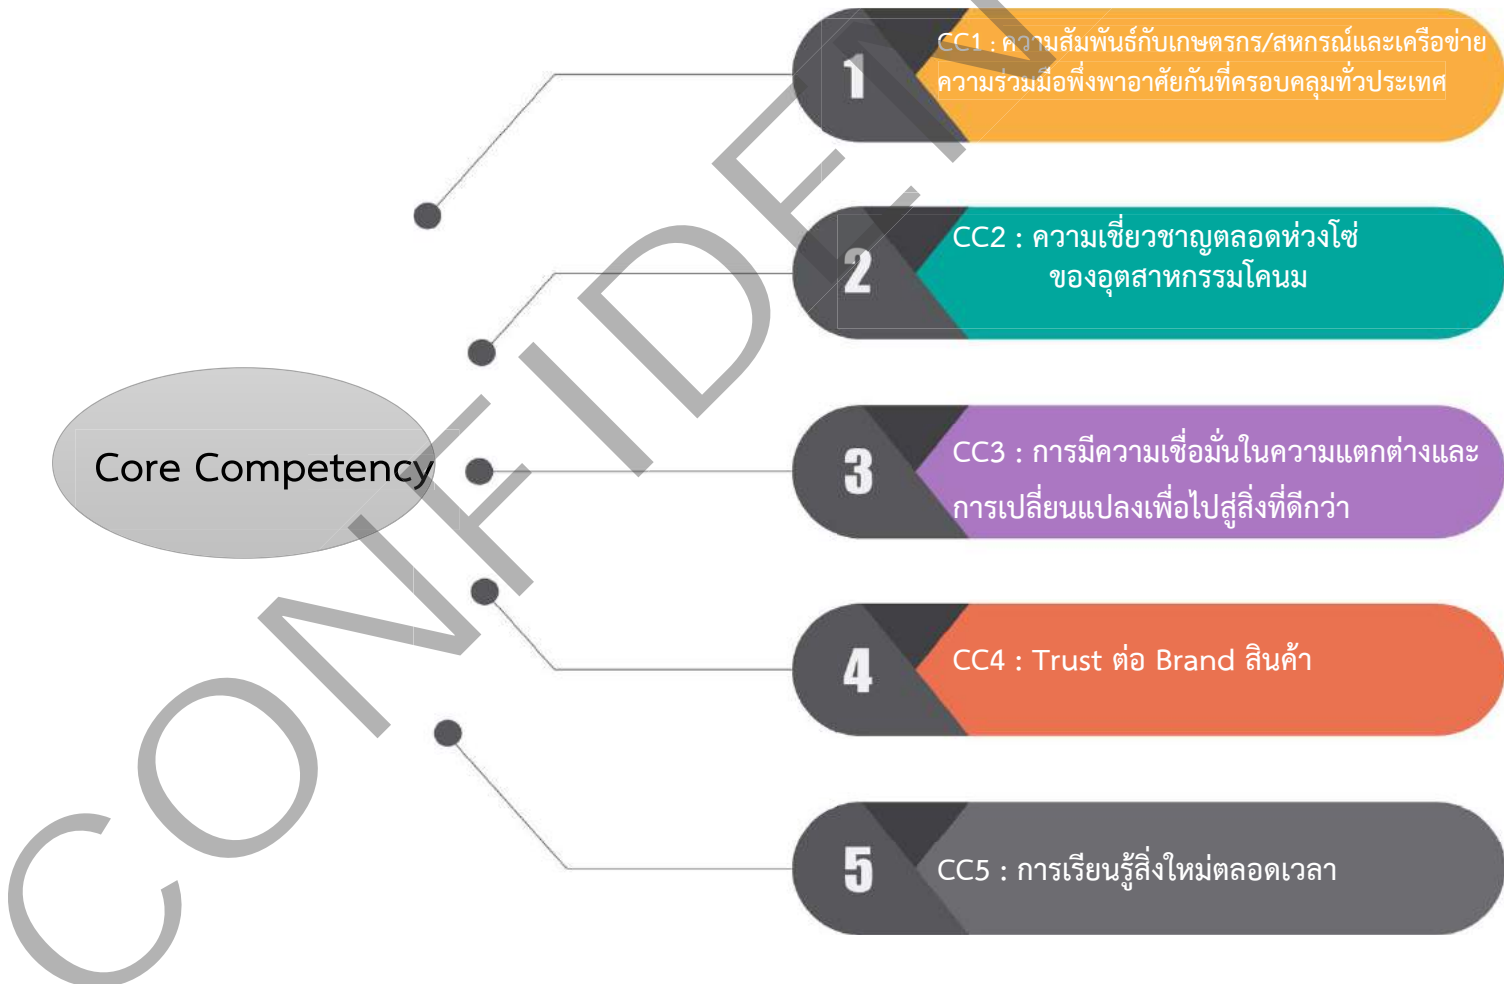 Core Competency
1
CC1 : ความสัมพันธ์กับเกษตรกร/สหกรณ์และเครือข่าย
ความร่วมมือพึ่งพาอาศัยกันที่ครอบคลุมทั่วประเทศ
2
CC2 : ความเชี่ยวชาญตลอดห่วงโซ่
ของอุตสาหกรรมโคนม
3
CC3 : การมีความเชื่อมั่นในความแตกต่างและ
การเปลี่ยนแปลงเพื่อไปสู่สิ่งที่ดีกว่า
4
CC4 : Trust ต่อ Brand สินค้า
5
CC5 : การเรียนรู้สิ่งใหม่ตลอดเวลา
CONFIDEN